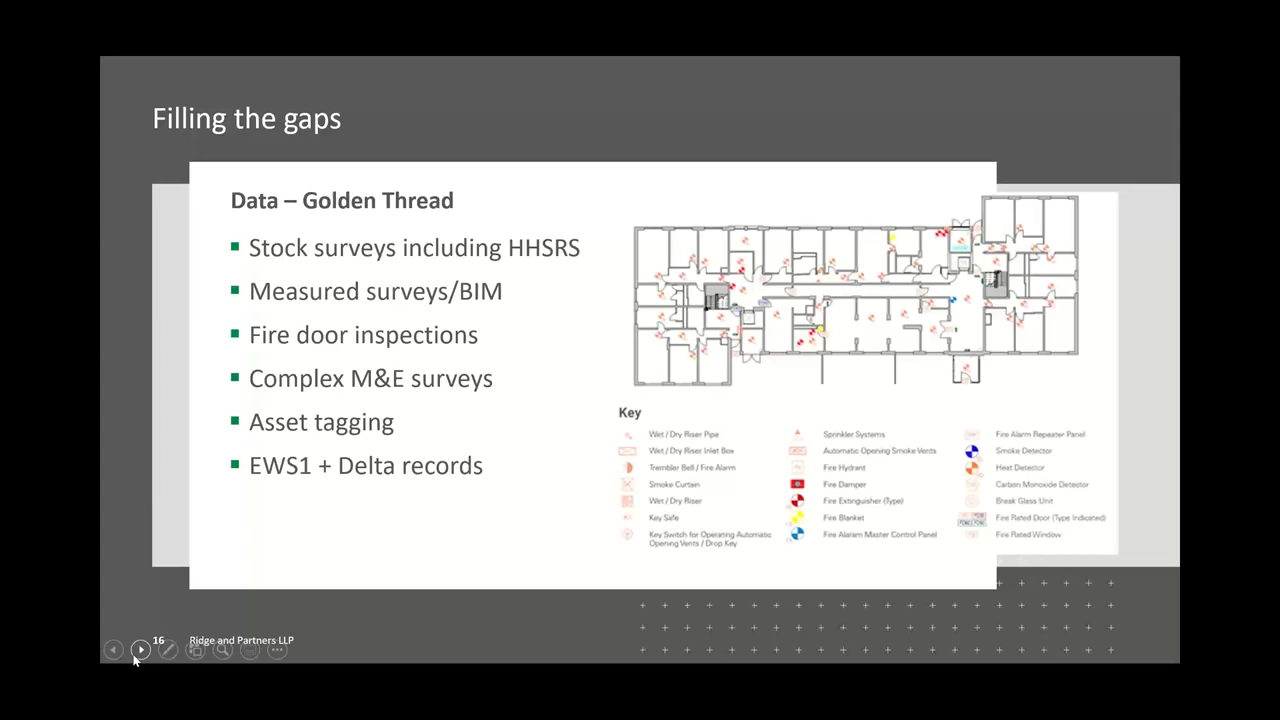 Filling the gaps
Data – Golden Thread
Stock surveys including HHSRS
Measured surveys/BIM
Fire door inspections
Complex M&E surveys
Asset tagging
EWS1 + Delta records
Key
Wet / Dry Riser Pipe
Wet / Dry Riser Inlet Box
Trembler Bell / Fire Alarm
Smoke Curtain
Wet / Dry Riser
Key Safe
Key Switch for Operating Automatic
Opening Vents / Drop Key
Sprinkler Systems
Automatic Opening Smoke Vents
Fire Hydrant
Fire Damper
Fire Extinguisher (Type)
Fire Blanket
Fire Alaram Master Control Panel
Fire Alarm Repeater Panel
Smoke Detector
Heat Detector
Carbon Monoxide Detector
Break Glass Unit
Fire Rated Door (Type Indicated)
Fire Rated Window
16
Ridge and Partners LLP